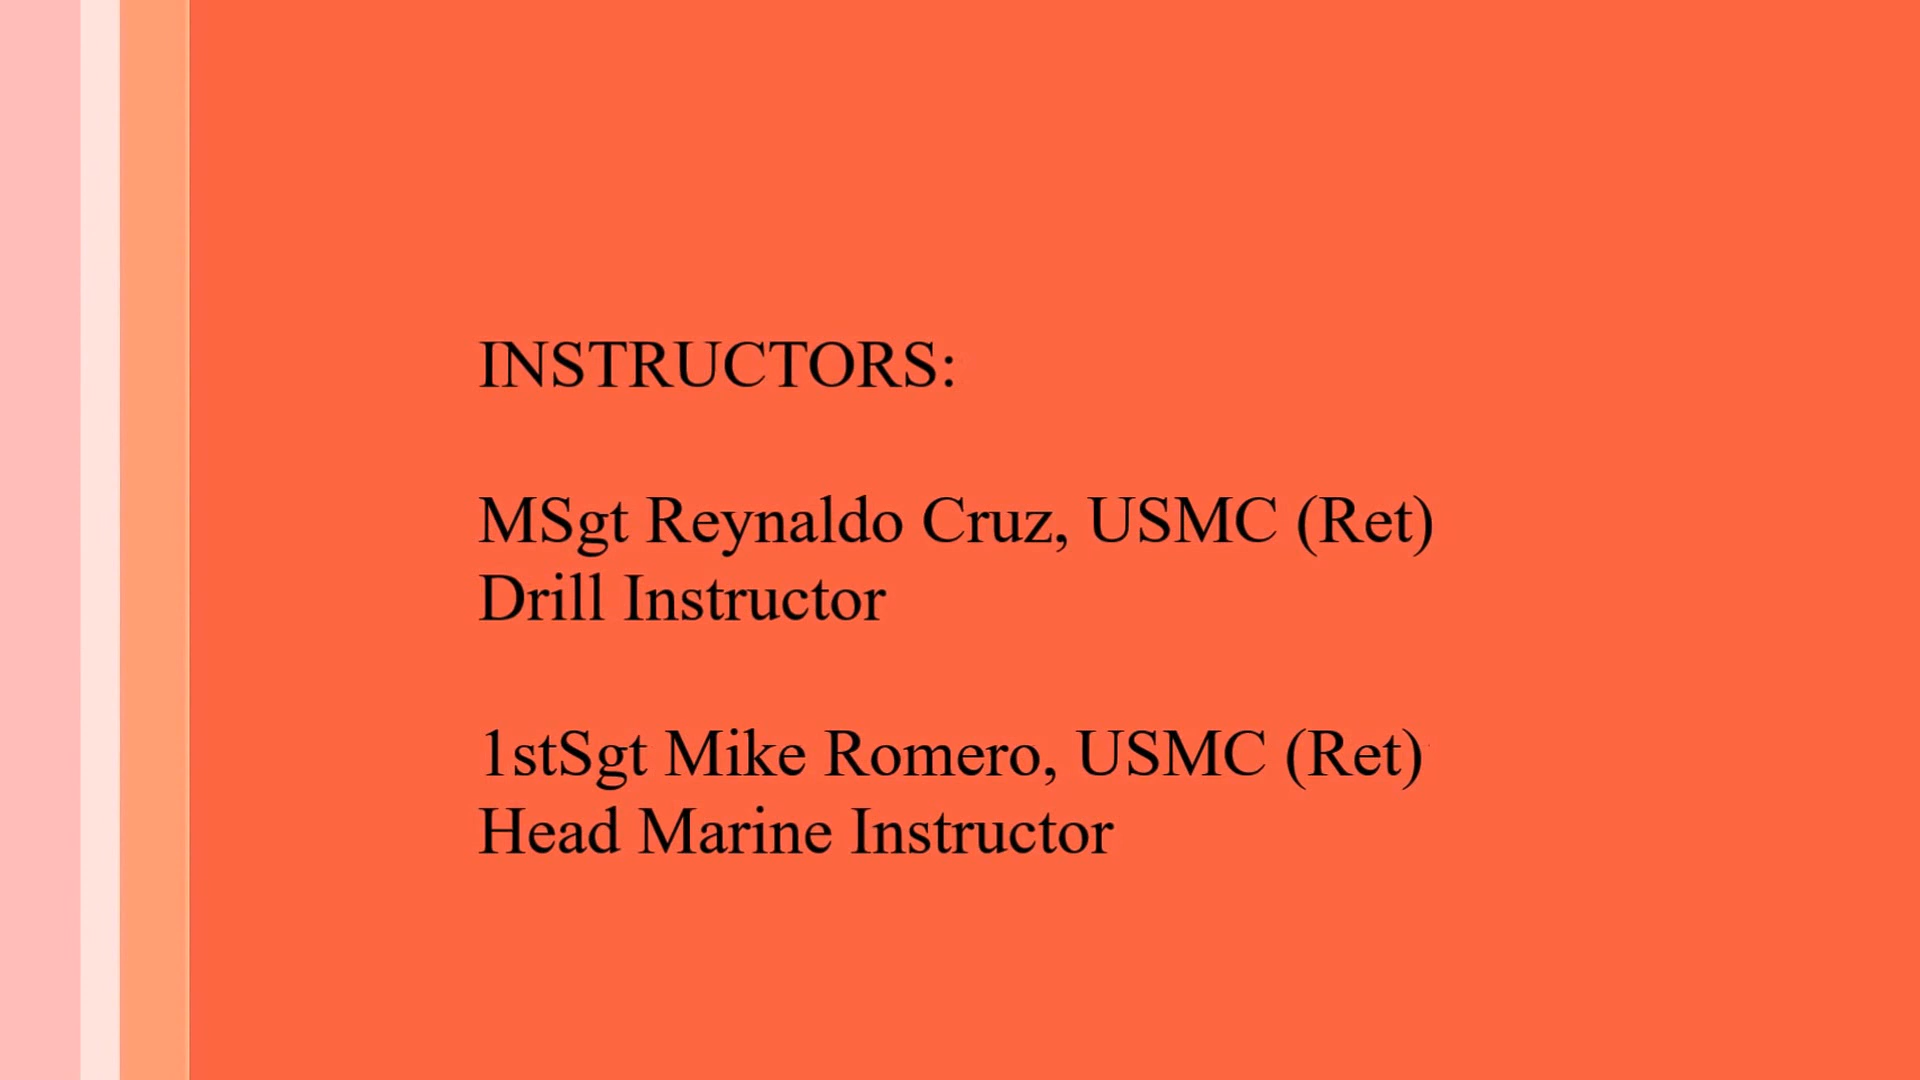 INSTRUCTORS:
MSgt Reynaldo Cruz, USMC (Ret)
Drill Instructor
1stSgt Mike Romero, USMC (Ret)
Head Marine Instructor